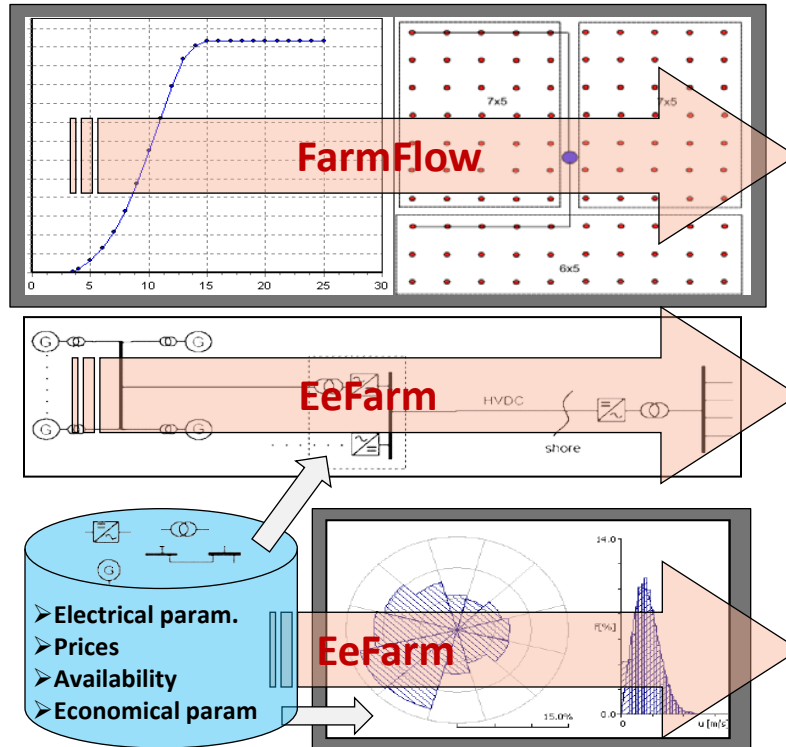 0 5 10 15 20 25 30
7x5
7x5
6x5
FarmFlow
G G
G G
HVDC
shore
EeFarm
G
➢Electrical param.
➢Prices
➢Availability
➢Economical param
EeFarm
15.0%
14.0
F[%]
0.0
0 u [m/s]